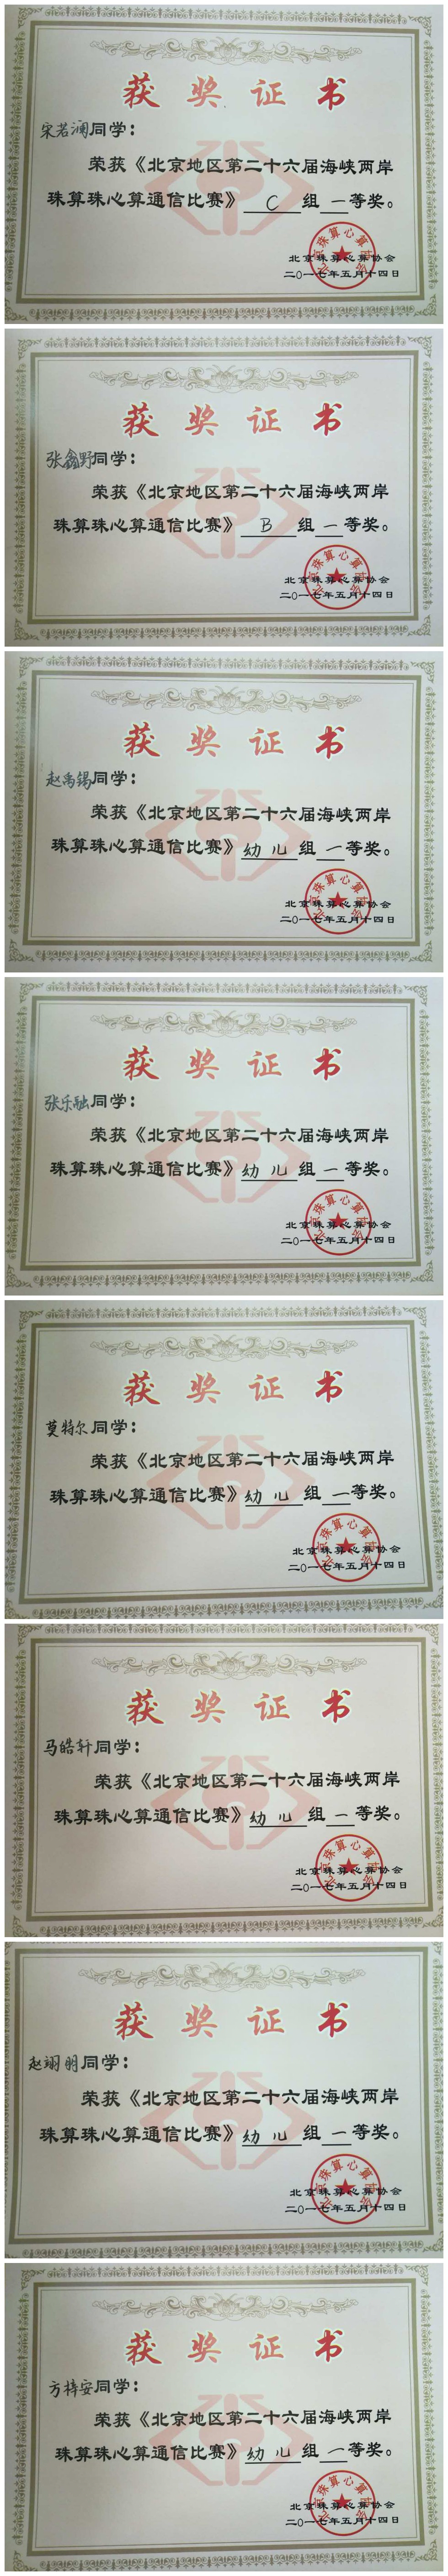 获奖证书
宋若澜同学：
荣获《北京地区第二十六届海峡两岸
珠算珠心算通信比赛》C组一等奖。
北京珠算心算协会
二〇一七年五月十四日
获奖证书
张鑫野同学：
荣获《北京地区第二十六届海峡两岸
珠算珠心算通信比赛》B组一等奖。
北京珠算心算协会
二〇一七年五月十四日
获奖证书
赵禹锡同学：
荣获《北京地区第二十六届海峡两岸
珠算珠心算通信比赛》幼儿组一等奖。
北京珠算心算协会
二〇一七年五月十四日
获奖证书
张乐融同学：
荣获《北京地区第二十六届海峡两岸
珠算珠心算通信比赛》幼儿组一等奖。
北京珠算心算协会
二〇一七年五月十四日
获奖证书
莫特尔同学：
荣获《北京地区第二十六届海峡两岸
珠算珠心算通信比赛》幼儿组一等奖。
北京珠算心算协会
二〇一七年五月十四日
获奖证书
马皓轩同学：
荣获《北京地区第二十六届海峡两岸
珠算珠心算通信比赛》幼儿组一等奖。
北京珠算心算协会
二〇一七年五月十四日
获奖证书
赵翊明同学：
荣获《北京地区第二十六届海峡两岸
珠算珠心算通信比赛》幼儿组一等奖。
北京珠算心算协会
二〇一七年五月十四日
获奖证书
方梓安同学：
荣获《北京地区第二十六届海峡两岸
珠算珠心算通信比赛》幼儿组一等奖。
北京珠算心算协会
二〇一七年五月十四日